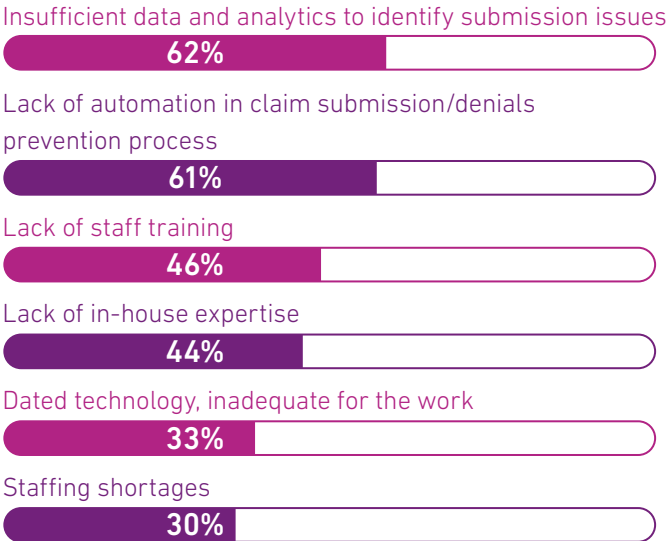 Insufficient data and analytics to identify submission issues
62%
Lack of automation in claim submission/denials
prevention process
61%
Lack of staff training
46%
Lack of in-house expertise
44%
Dated technology, inadequate for the work
33%
Staffing shortages
30%